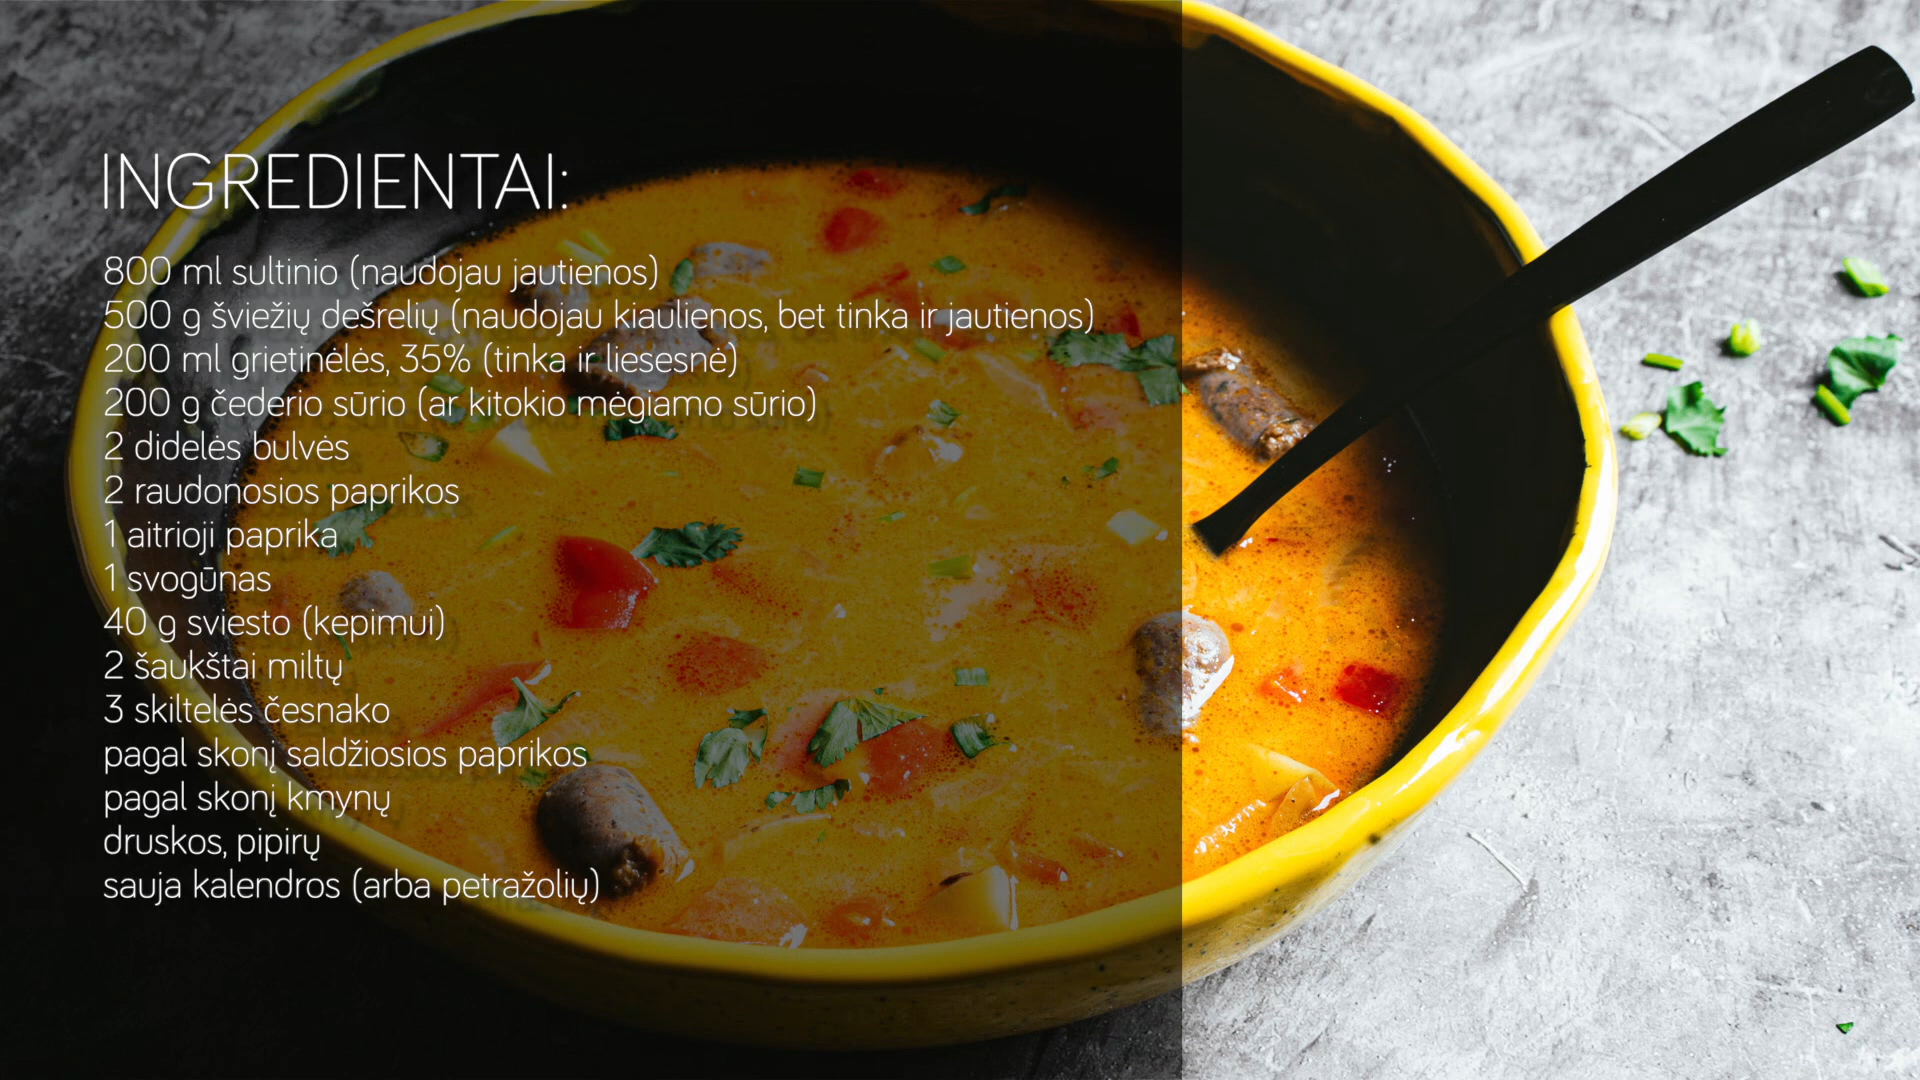 INGREDIENTAI:
800 ml sultinio (naudojau jautienos)
500 g šviežių dešrelių (naudojau kiaulienos, bet tinka ir jautienos)
200 ml grietinėlės, 35% (tinka ir liesesnė)
200 g čederio sūrio (ar kitokio mėgiamo sūrio)
2 didelės bulvės
2 raudonosios paprikos
1 aitrioji paprika
1 svogūnas
40 g sviesto (kepimui)
2 šaukštai miltų
3 skiltelės česnako
pagal skonį saldžiosios paprikos
pagal skonį kmynų
druskos, pipirų
sauja kalendros (arba petražolių)